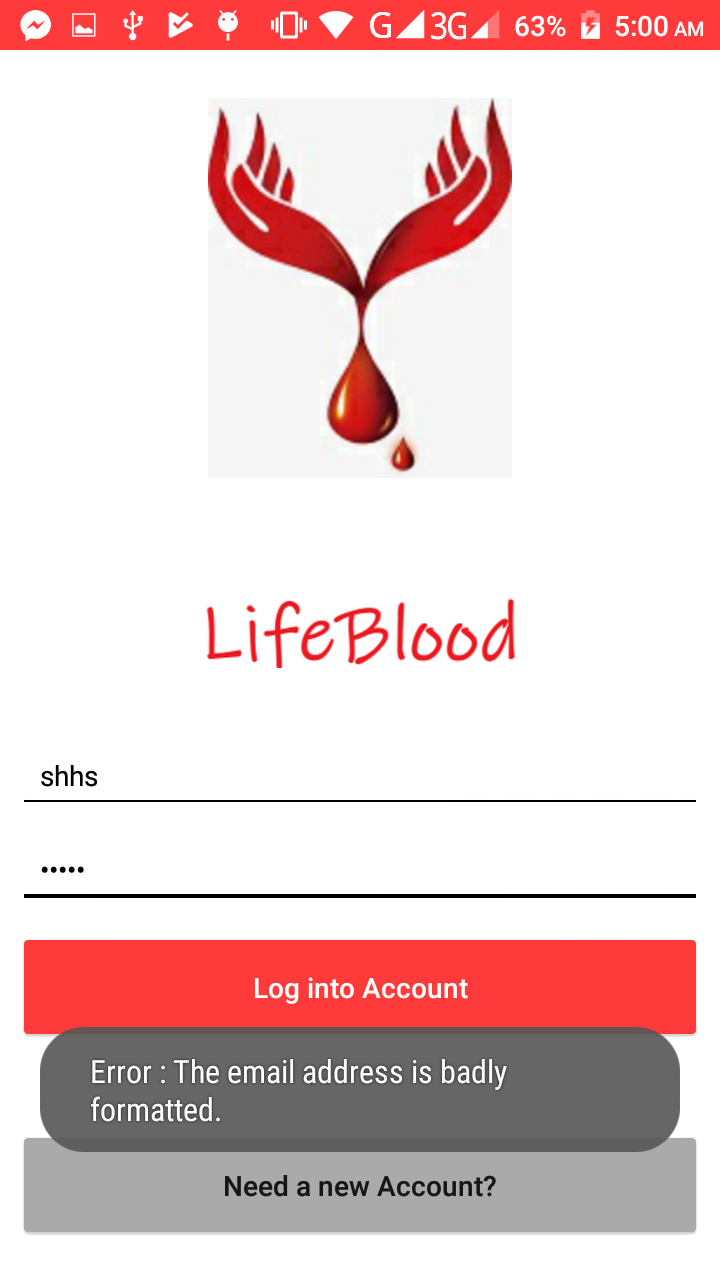 G 3G 63% 5:00 AM
LifeBlood
shhs
•••••
Log into Account
Error : The email address is badly
formatted.
Need a new Account?